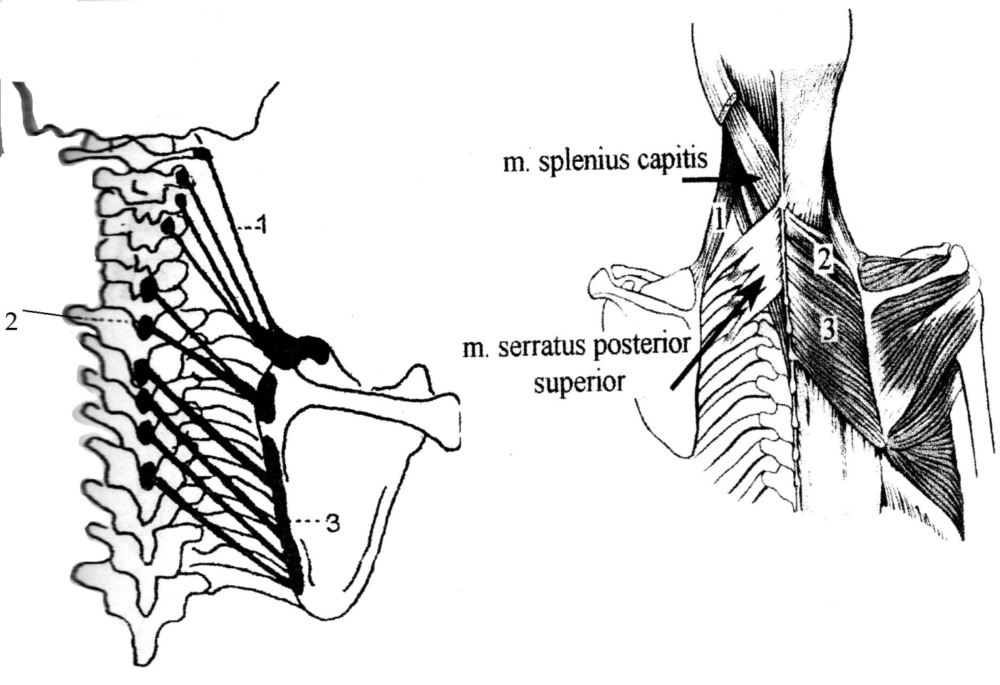 1
2
3
m. splenius capitis
1
2
3
m. serratus posterior
superior